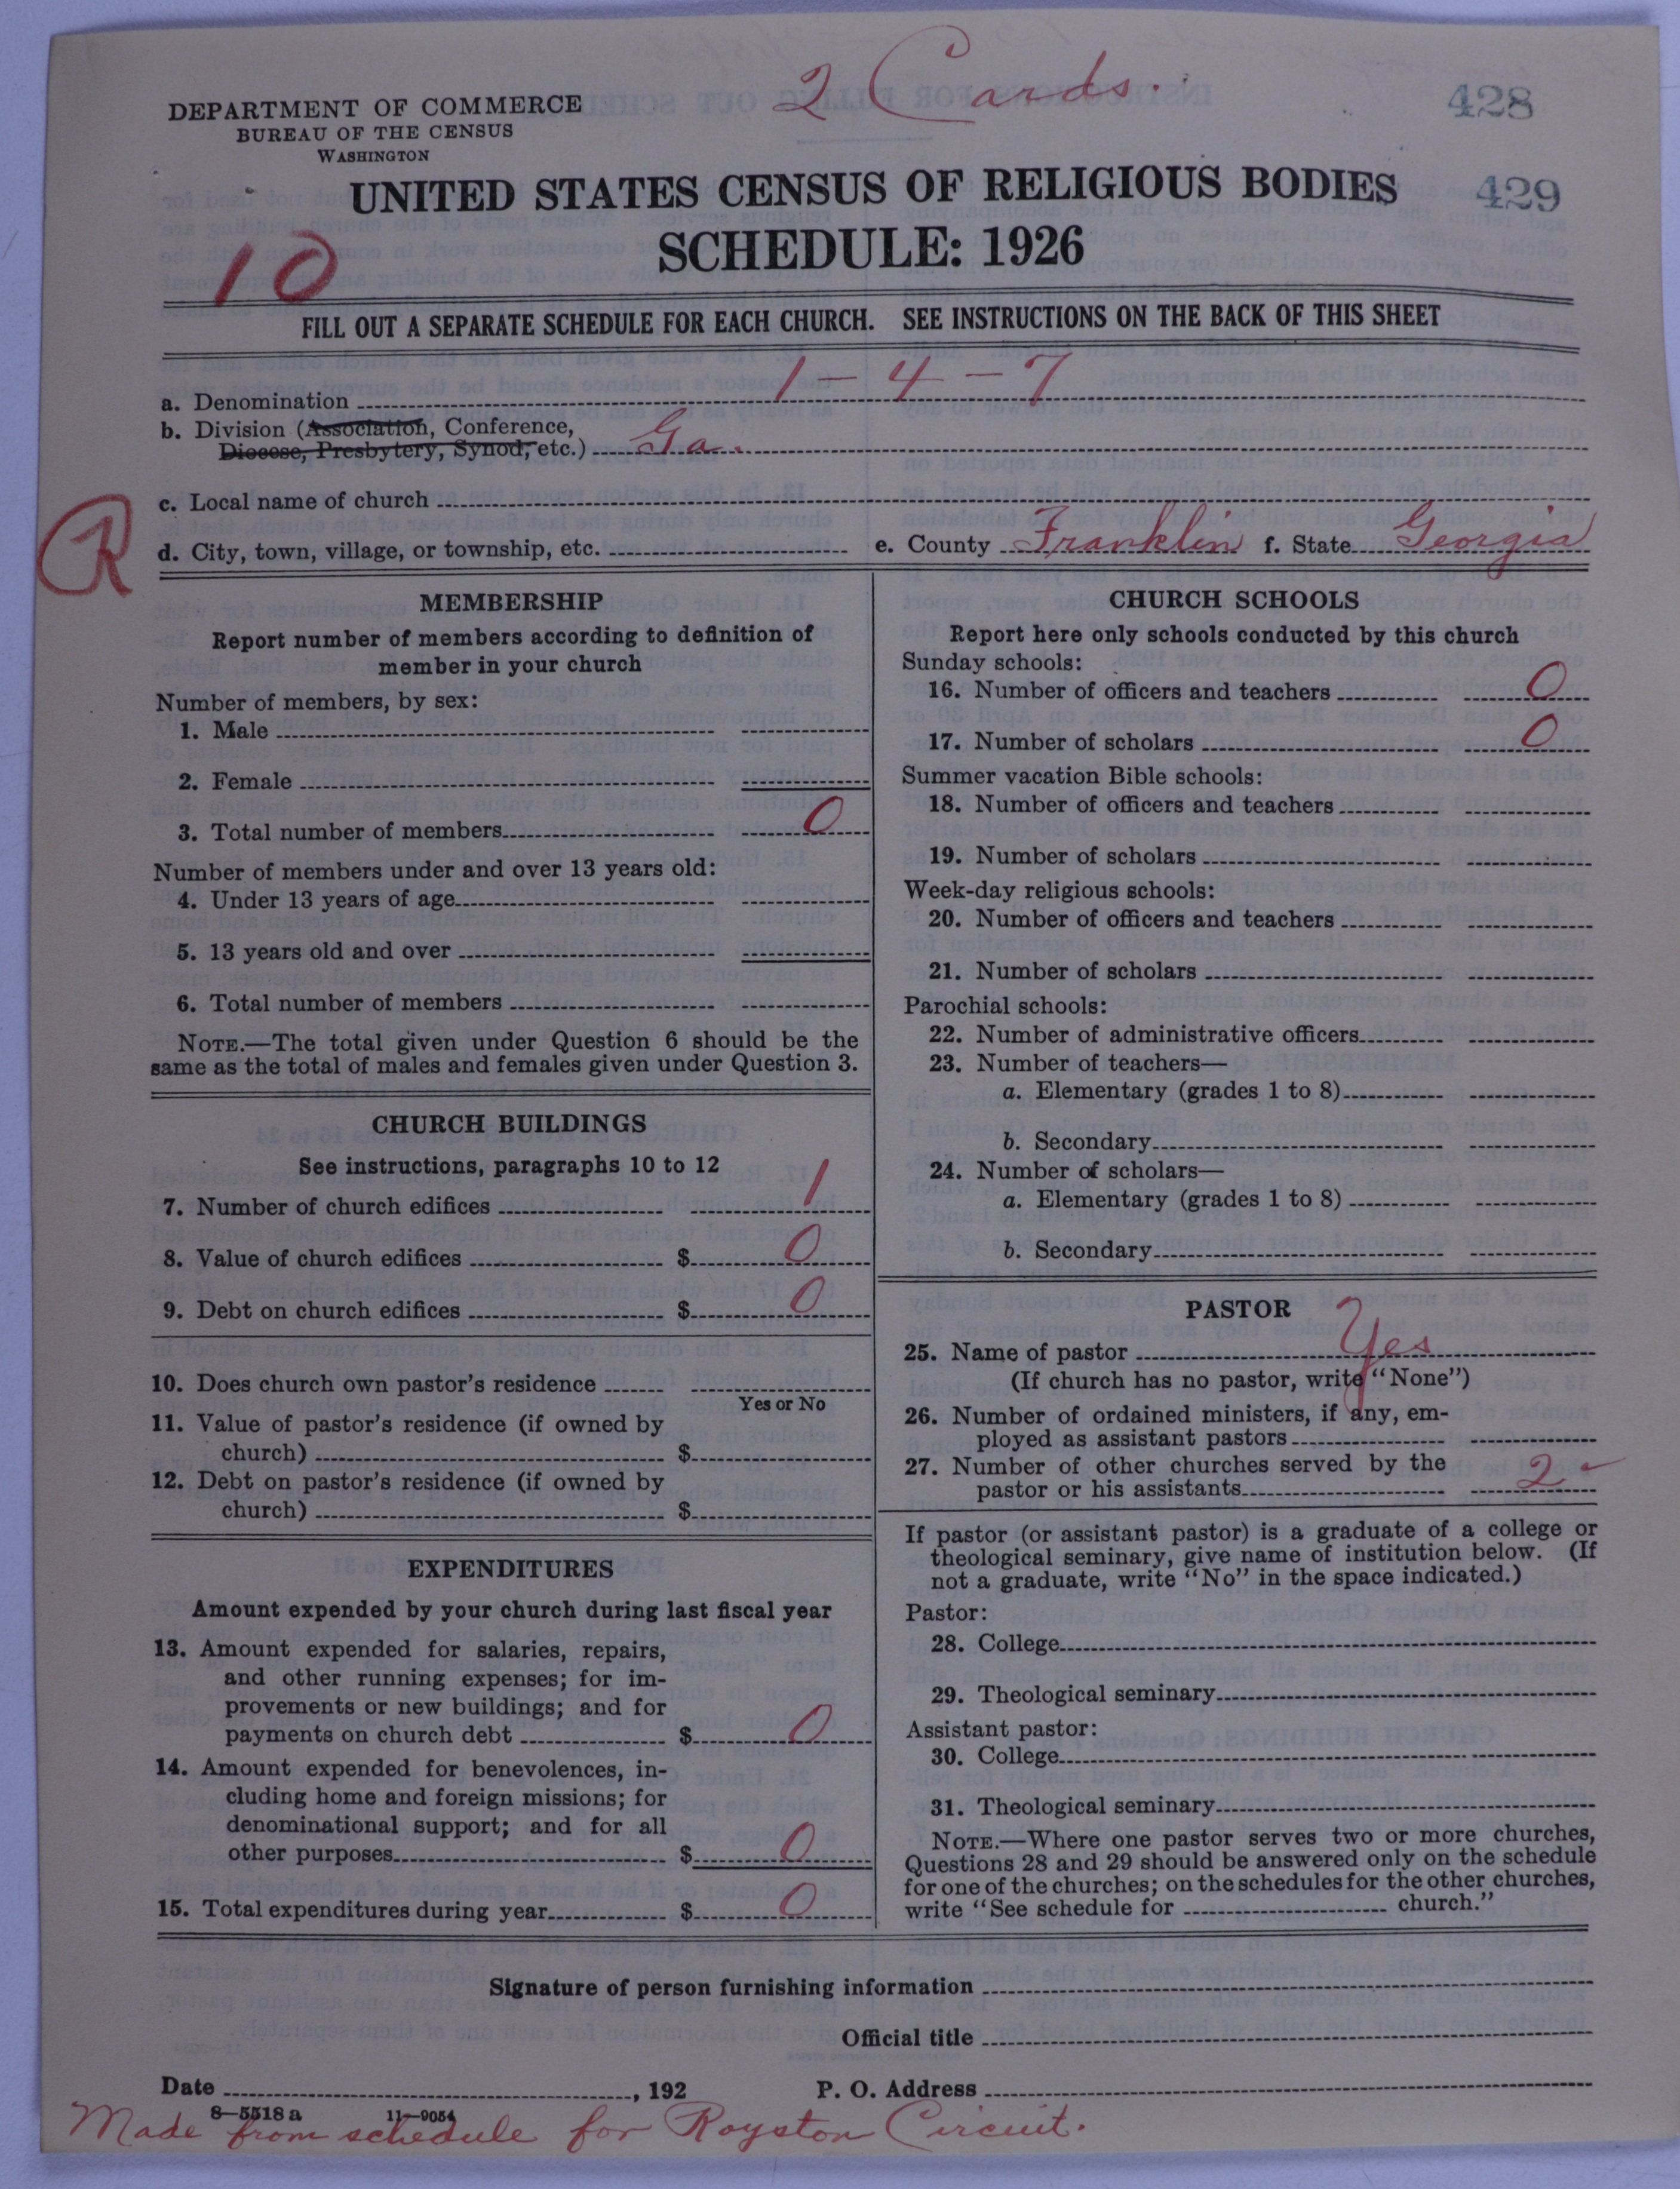 2 Cards.
428
DEPARTMENT OF COMMERCE
BUREAU OF THE CENSUS
WASHINGTON
UNITED STATES CENSUS OF RELIGIOUS BODIES
429
SCHEDULE: 1926
10
FILL OUT A SEPARATE SCHEDULE FOR EACH CHURCH. SEE INSTRUCTIONS ON THE BACK OF THIS SHEET
a. Denomination 1-4-7
b. Division (Association, Conference,
Diocese, Presbytery, Synod, etc.) Ga.
c. Local name of church
R
d. City, town, village, or township, etc. e. County Franklin f. State Georgia
MEMBERSHIP
Report number of members according to definition of
member in your church
Number of members, by sex:
1. Male
2. Female
3. Total number of members 0
Number of members under and over 13 years old:
4. Under 13 years of age
5. 13 years old and over
6. Total number of members
NOTE.—The total given under Question 6 should be the
same as the total of males and females given under Question 3.
CHURCH BUILDINGS
See instructions, paragraphs 10 to 12
7. Number of church edifices 1
8. Value of church edifices $ 0
9. Debt on church edifices $ 0
10. Does church own pastor's residence
Yes or No
11. Value of pastor's residence (if owned by
church) $
12. Debt on pastor's residence (if owned by
church) $
EXPENDITURES
Amount expended by your church during last fiscal year
13. Amount expended for salaries, repairs,
and other running expenses; for im-
provements or new buildings; and for
payments on church debt $ 0
14. Amount expended for benevolences, in-
cluding home and foreign missions; for
denominational support; and for all
other purposes $ 0
15. Total expenditures during year $ 0
CHURCH SCHOOLS
Report here only schools conducted by this church
Sunday schools:
16. Number of officers and teachers 0
17. Number of scholars 0
Summer vacation Bible schools:
18. Number of officers and teachers
19. Number of scholars
Week-day religious schools:
20. Number of officers and teachers
21. Number of scholars
Parochial schools:
22. Number of administrative officers
23. Number of teachers—
a. Elementary (grades 1 to 8)
b. Secondary
24. Number of scholars—
a. Elementary (grades 1 to 8)
b. Secondary
PASTOR
25. Name of pastor Yes
(If church has no pastor, write "None")
26. Number of ordained ministers, if any, em-
ployed as assistant pastors
27. Number of other churches served by the
pastor or his assistants 2
If pastor (or assistant pastor) is a graduate of a college or
theological seminary, give name of institution below. (If
not a graduate, write "No" in the space indicated.)
Pastor:
28. College
29. Theological seminary
Assistant pastor:
30. College
31. Theological seminary
NOTE.—Where one pastor serves two or more churches,
Questions 28 and 29 should be answered only on the schedule
for one of the churches; on the schedules for the other churches,
write "See schedule for church."
Signature of person furnishing information
Official title
Date , 192 P. O. Address
8—5518 a 11—9054
Made from schedule for Royston Circuit.